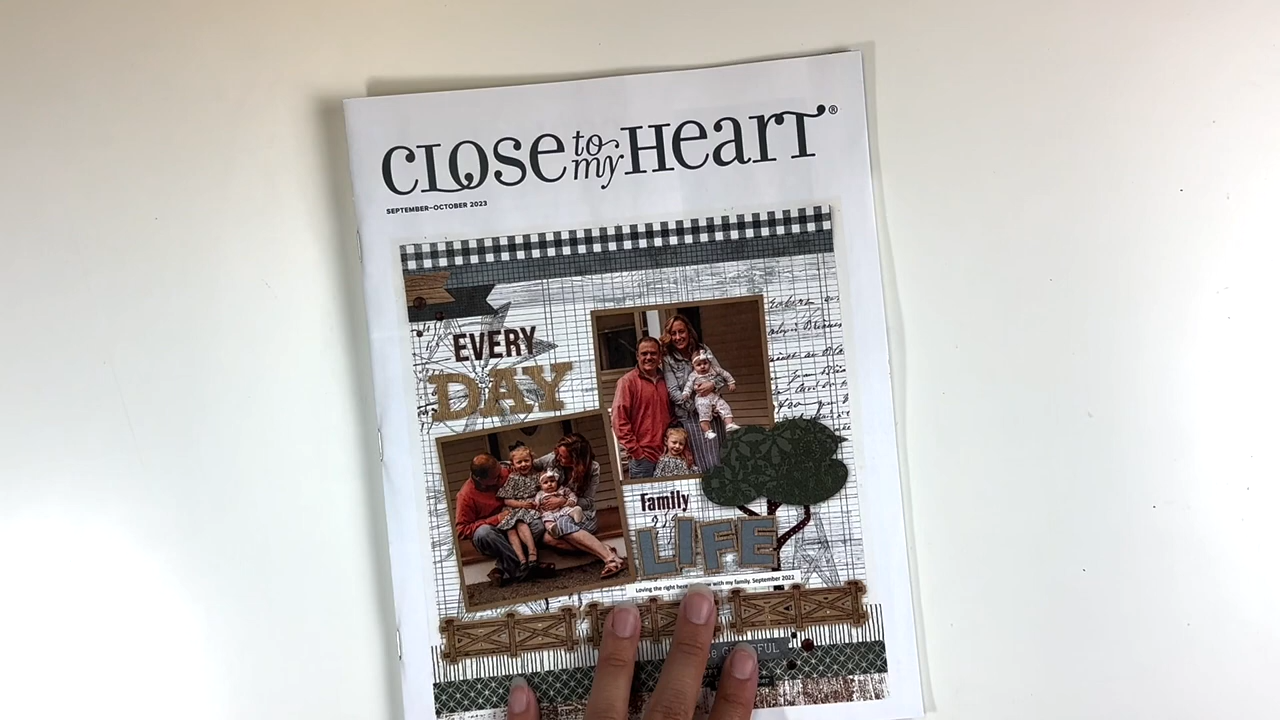 CLOSE to my HEART®
SEPTEMBER–OCTOBER 2023
EVERY
DAY
Family
LIFE
Loving the right here with my family. September 2022